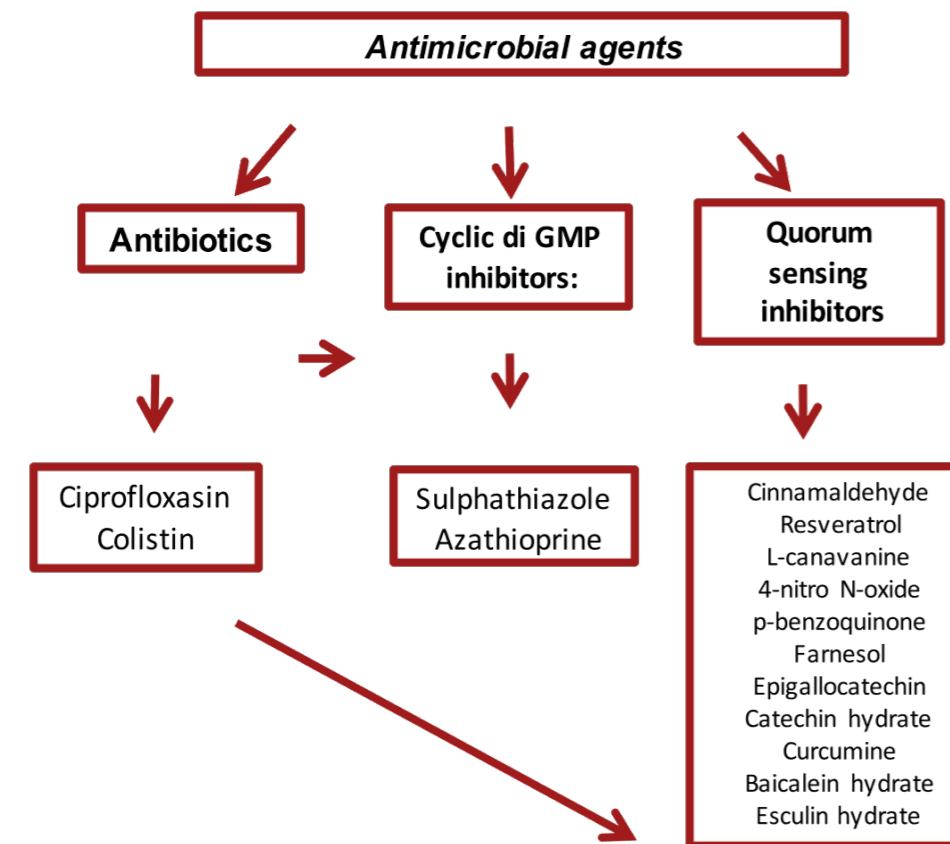 Antimicrobial agents
Antibiotics
Cyclic di GMP
inhibitors:
Quorum
sensing
inhibitors
Ciprofloxasin
Colistin
Sulphathiazole
Azathioprine
Cinnamaldehyde
Resveratrol
L-canavanine
4-nitro N-oxide
p-benzoquinone
Farnesol
Epigallocatechin
Catechin hydrate
Curcumine
Baicalein hydrate
Esculin hydrate